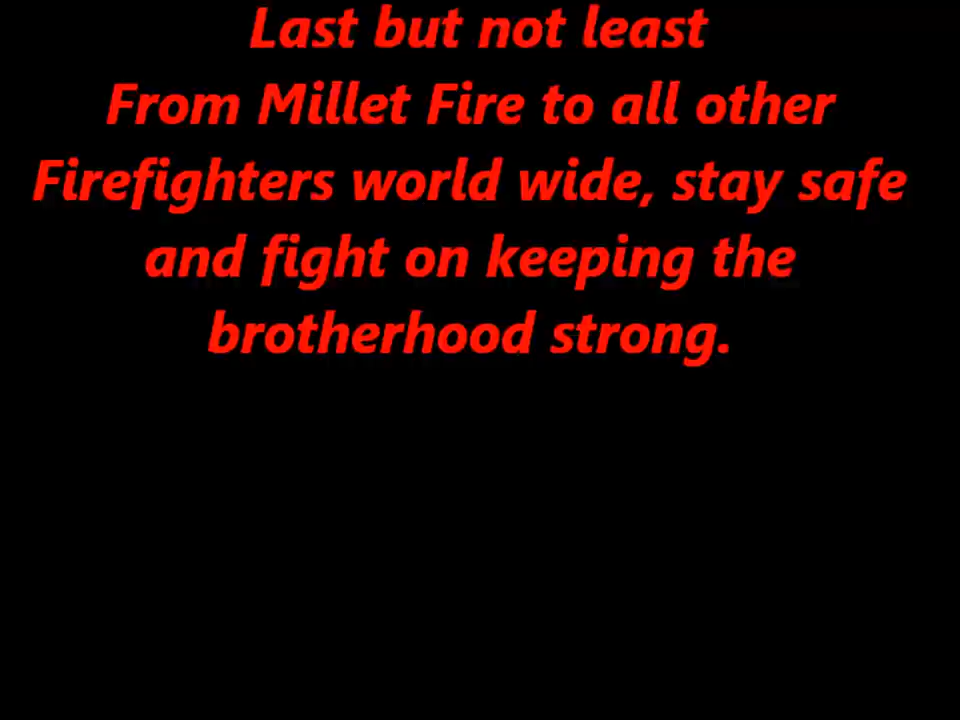 Last but not least
From Millet Fire to all other
Firefighters world wide, stay safe
and fight on keeping the
brotherhood strong.